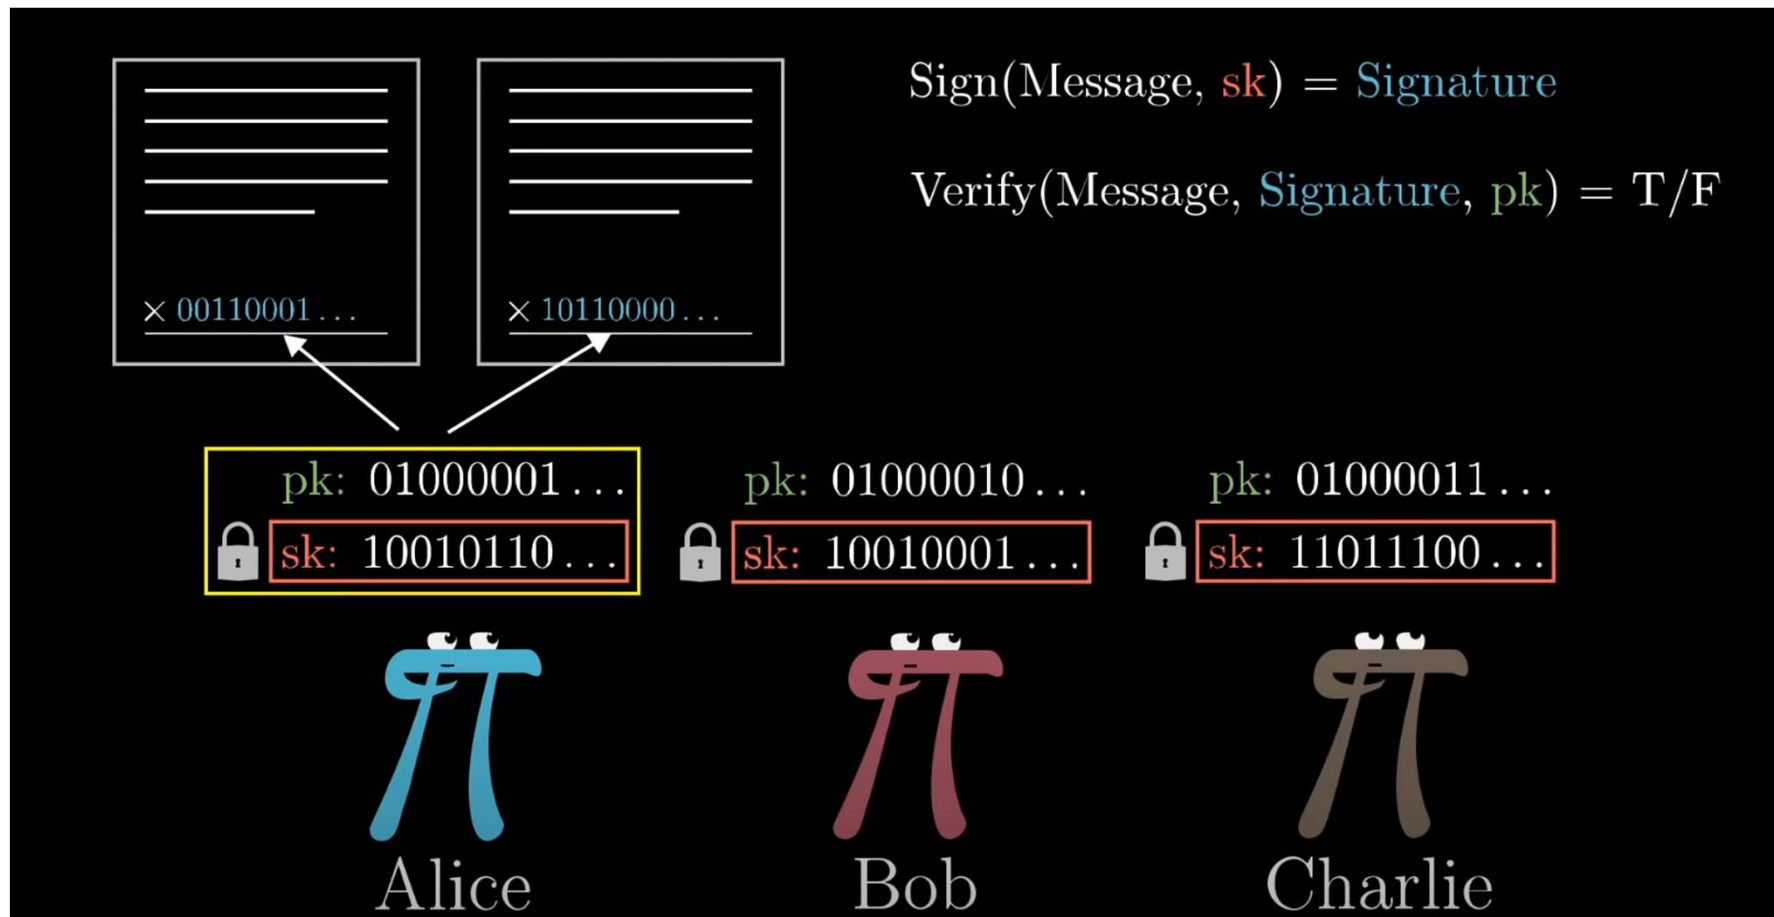 Sign(Message, sk) = Signature
Verify(Message, Signature, pk) = T/F
× 00110001...
× 10110000...
pk: 01000001...
sk: 10010110...
pk: 01000010...
sk: 10010001...
pk: 01000011...
sk: 11011100...
Alice
Bob
Charlie